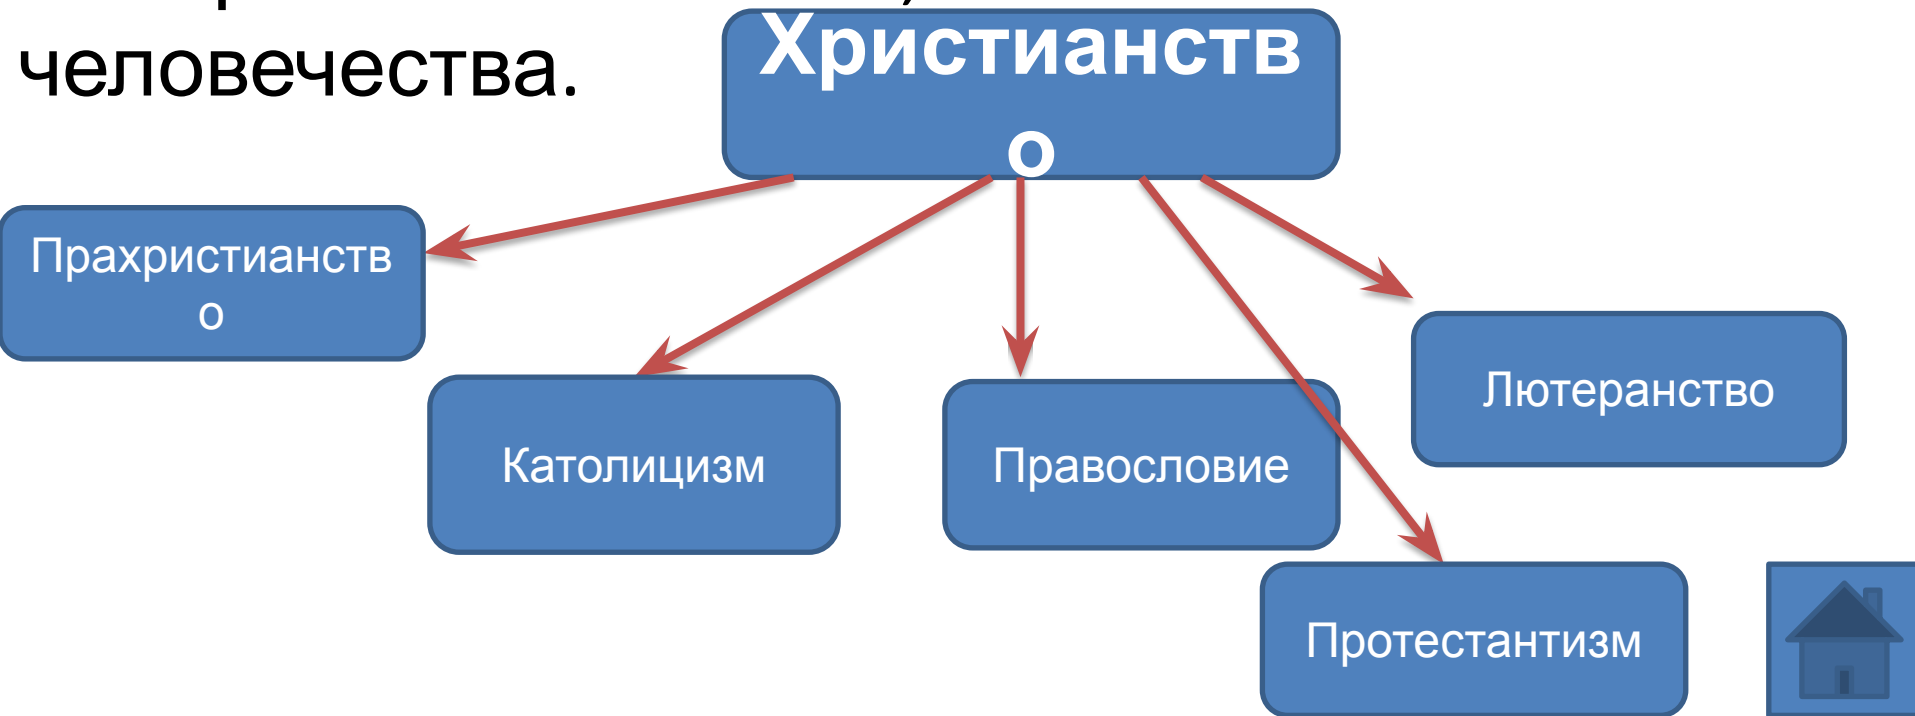 человечества.
Христианств
о
Прахристианств
о
Лютеранство
Католицизм
Православие
Протестантизм